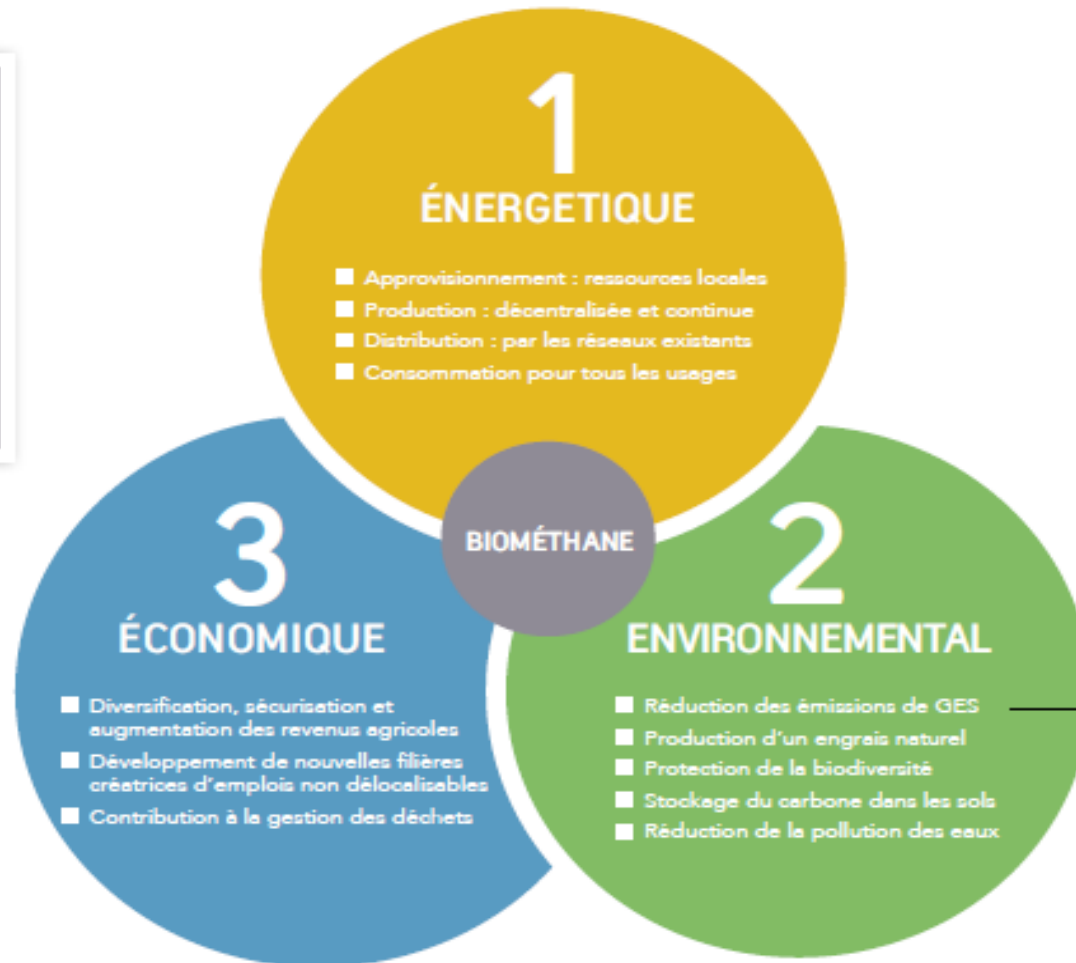 1
ÉNERGETIQUE
Approvisionnement : ressources locales
Production : décentralisée et continue
Distribution : par les réseaux existants
Consommation pour tous les usages
BIOMÉTHANE
2
ENVIRONNEMENTAL
Réduction des émissions de GES
Production d'un engrais naturel
Protection de la biodiversité
Stockage du carbone dans les sols
Réduction de la pollution des eaux
3
ÉCONOMIQUE
Diversification, sécurisation et
augmentation des revenus agricoles
Développement de nouvelles filières
créatrices d'emplois non délocalisables
Contribution à la gestion des déchets